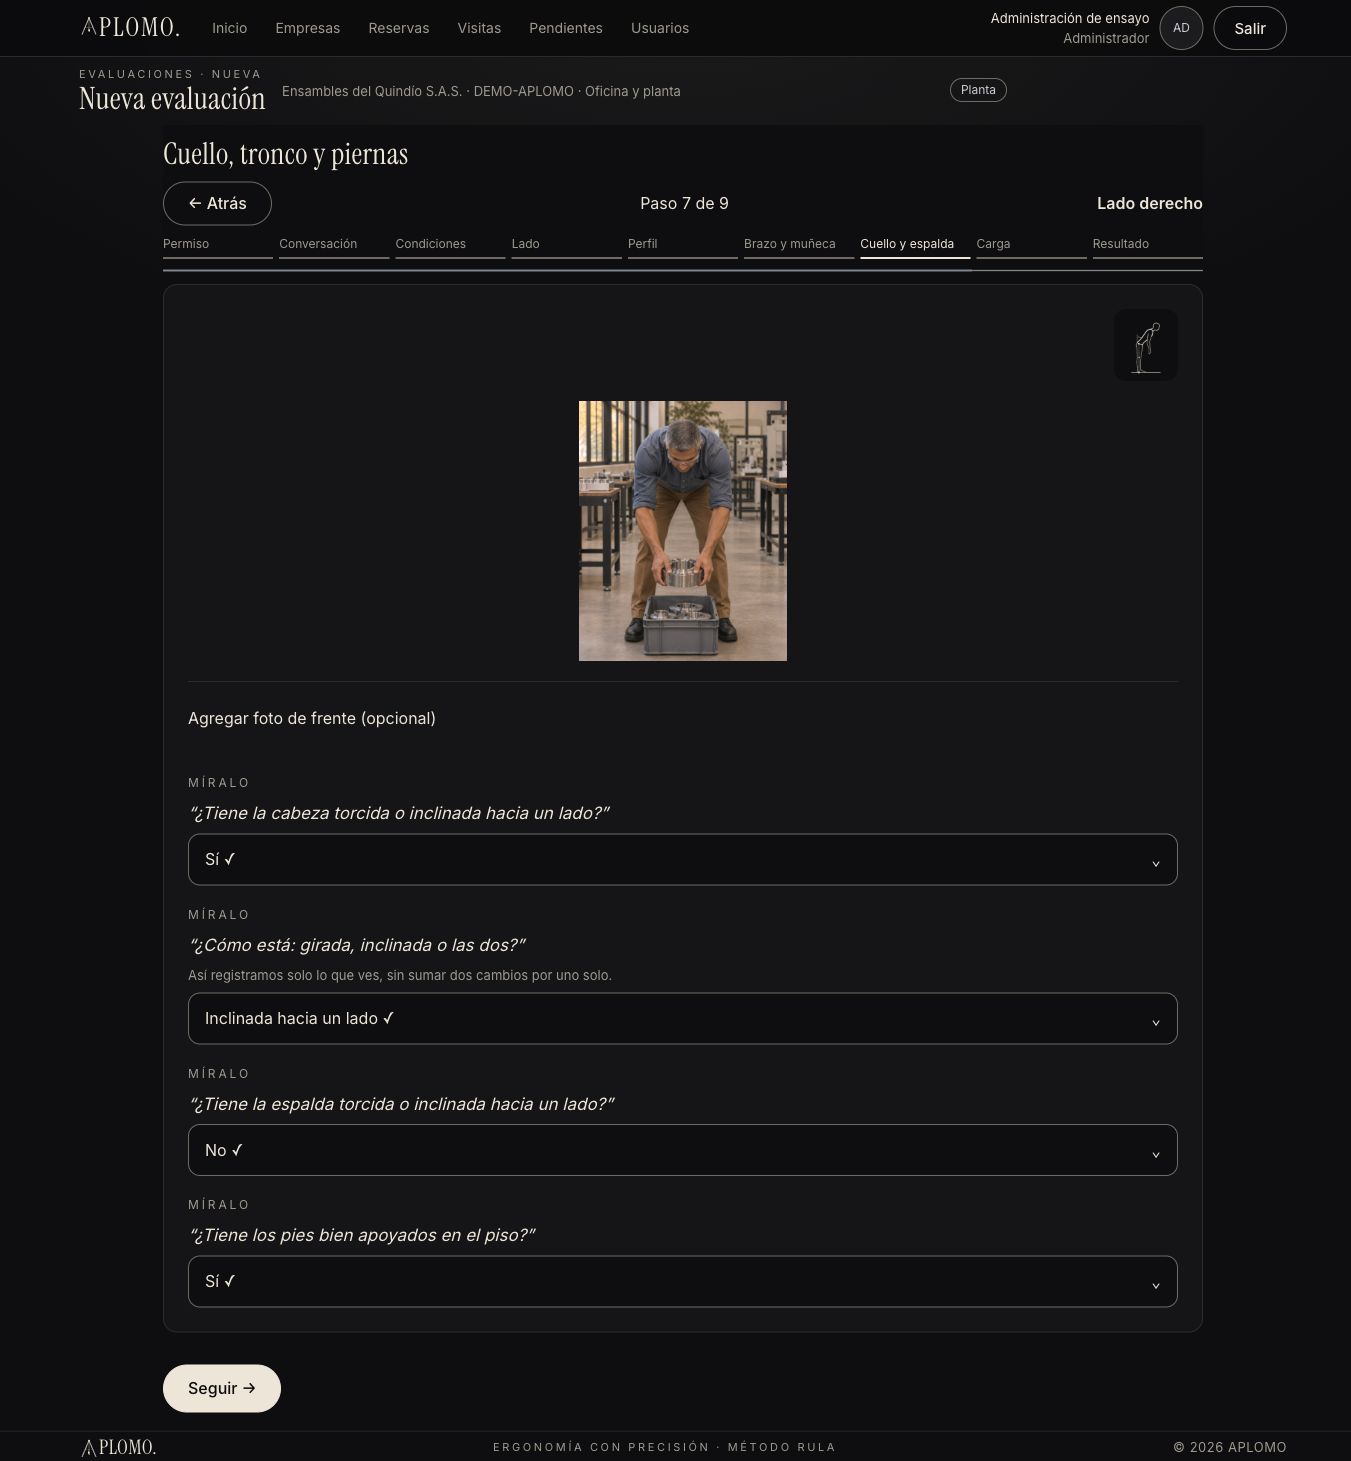 APLOMO.
Inicio
Empresas
Reservas
Visitas
Pendientes
Usuarios
Administración de ensayo
Administrador
AD
Salir
EVALUACIONES · NUEVA
Nueva evaluación
Ensambles del Quindío S.A.S. · DEMO-APLOMO · Oficina y planta
Planta
Cuello, tronco y piernas
← Atrás
Paso 7 de 9
Lado derecho
Permiso
Conversación
Condiciones
Lado
Perfil
Brazo y muñeca
Cuello y espalda
Carga
Resultado
Agregar foto de frente (opcional)
MÍRALO
“¿Tiene la cabeza torcida o inclinada hacia un lado?”
Sí ✓
MÍRALO
“¿Cómo está: girada, inclinada o las dos?”
Así registramos solo lo que ves, sin sumar dos cambios por uno solo.
Inclinada hacia un lado ✓
MÍRALO
“¿Tiene la espalda torcida o inclinada hacia un lado?”
No ✓
MÍRALO
“¿Tiene los pies bien apoyados en el piso?”
Sí ✓
Seguir →
APLOMO.
ERGONOMÍA CON PRECISIÓN · MÉTODO RULA
© 2026 APLOMO